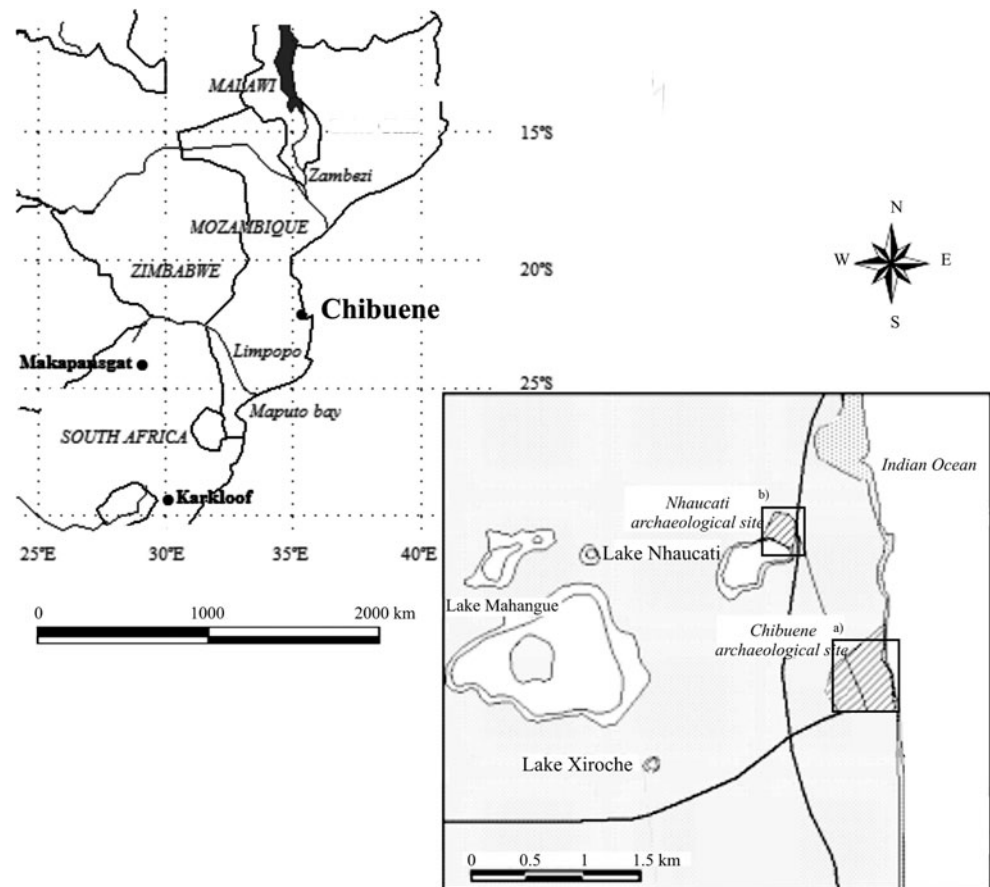 MALAWI
15°S
Zambezi
MOZAMBIQUE
ZIMBABWE
20°S
Chibuene
Makapansgat
Limpopo
25°S
Maputo bay
SOUTH AFRICA
Karkloof
25°E
30°E
35°E
40°E
0
1000
2000 km
N
W
E
S
Indian Ocean
b)
Nhaucati
archaeological site
Lake Nhaucati
Lake Mahangue
Chibuene
a)
archaeological site
Lake Xiroche
0
0.5
1
1.5 km